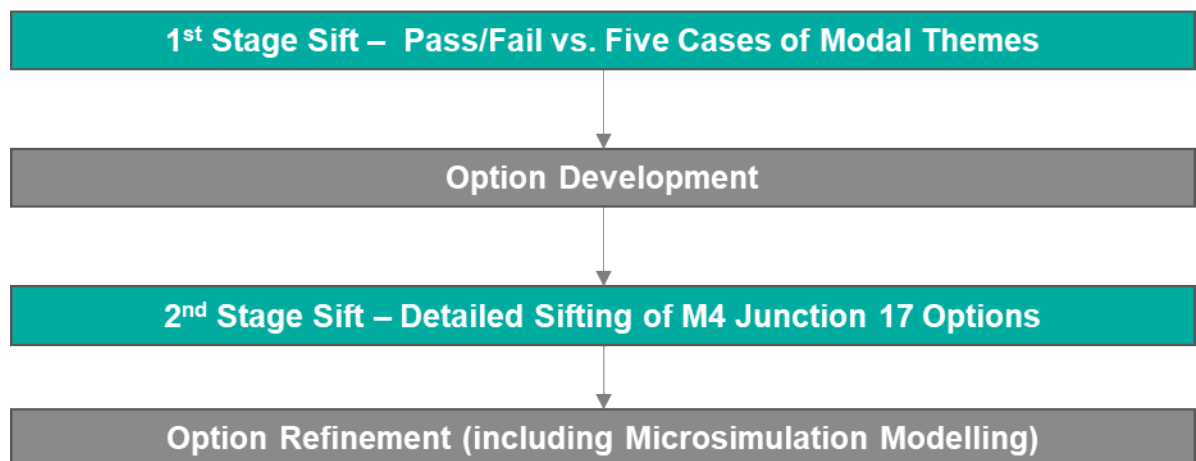 1st Stage Sift – Pass/Fail vs. Five Cases of Modal Themes
Option Development
2nd Stage Sift – Detailed Sifting of M4 Junction 17 Options
Option Refinement (including Microsimulation Modelling)